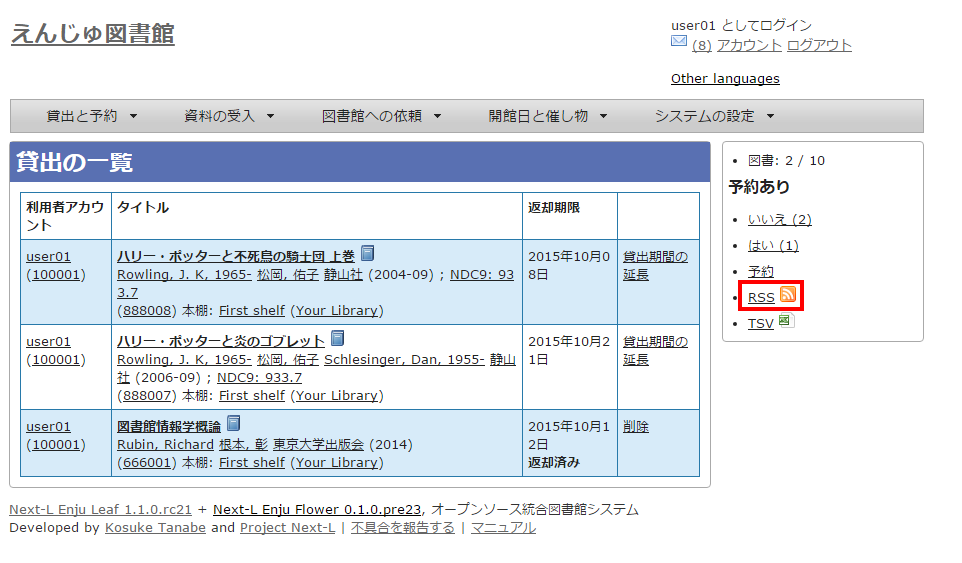 えんじゅ図書館
user01 としてログイン
(8) アカウント ログアウト
Other languages
貸出と予約 資料の受入 図書館への依頼 開館日と催し物 システムの設定
貸出の一覧
利用者アカウ
ント
タイトル
返却期限
user01
(100001)
ハリー・ポッターと不死鳥の騎士団 上巻
Rowling, J. K, 1965- 松岡, 佑子 静山社 (2004-09) ; NDC9: 93
3.7
(888008) 本棚: First shelf (Your Library)
2015年10月0
8日
貸出期間の
延長
user01
(100001)
ハリー・ポッターと炎のゴブレット
Rowling, J. K, 1965- 松岡, 佑子 Schlesinger, Dan, 1955- 静山
社 (2006-09) ; NDC9: 933.7
(888007) 本棚: First shelf (Your Library)
2015年10月2
1日
貸出期間の
延長
user01
(100001)
図書館情報学概論
Rubin, Richard 根本, 彰 東京大学出版会 (2014)
(666001) 本棚: First shelf (Your Library)
2015年10月1
2日
返却済み
削除
図書: 2 / 10
予約あり
いいえ (2)
はい (1)
予約
RSS
TSV
Next-L Enju Leaf 1.1.0.rc21 + Next-L Enju Flower 0.1.0.pre23, オープンソース統合図書館システム
Developed by Kosuke Tanabe and Project Next-L | 不具合を報告する | マニュアル